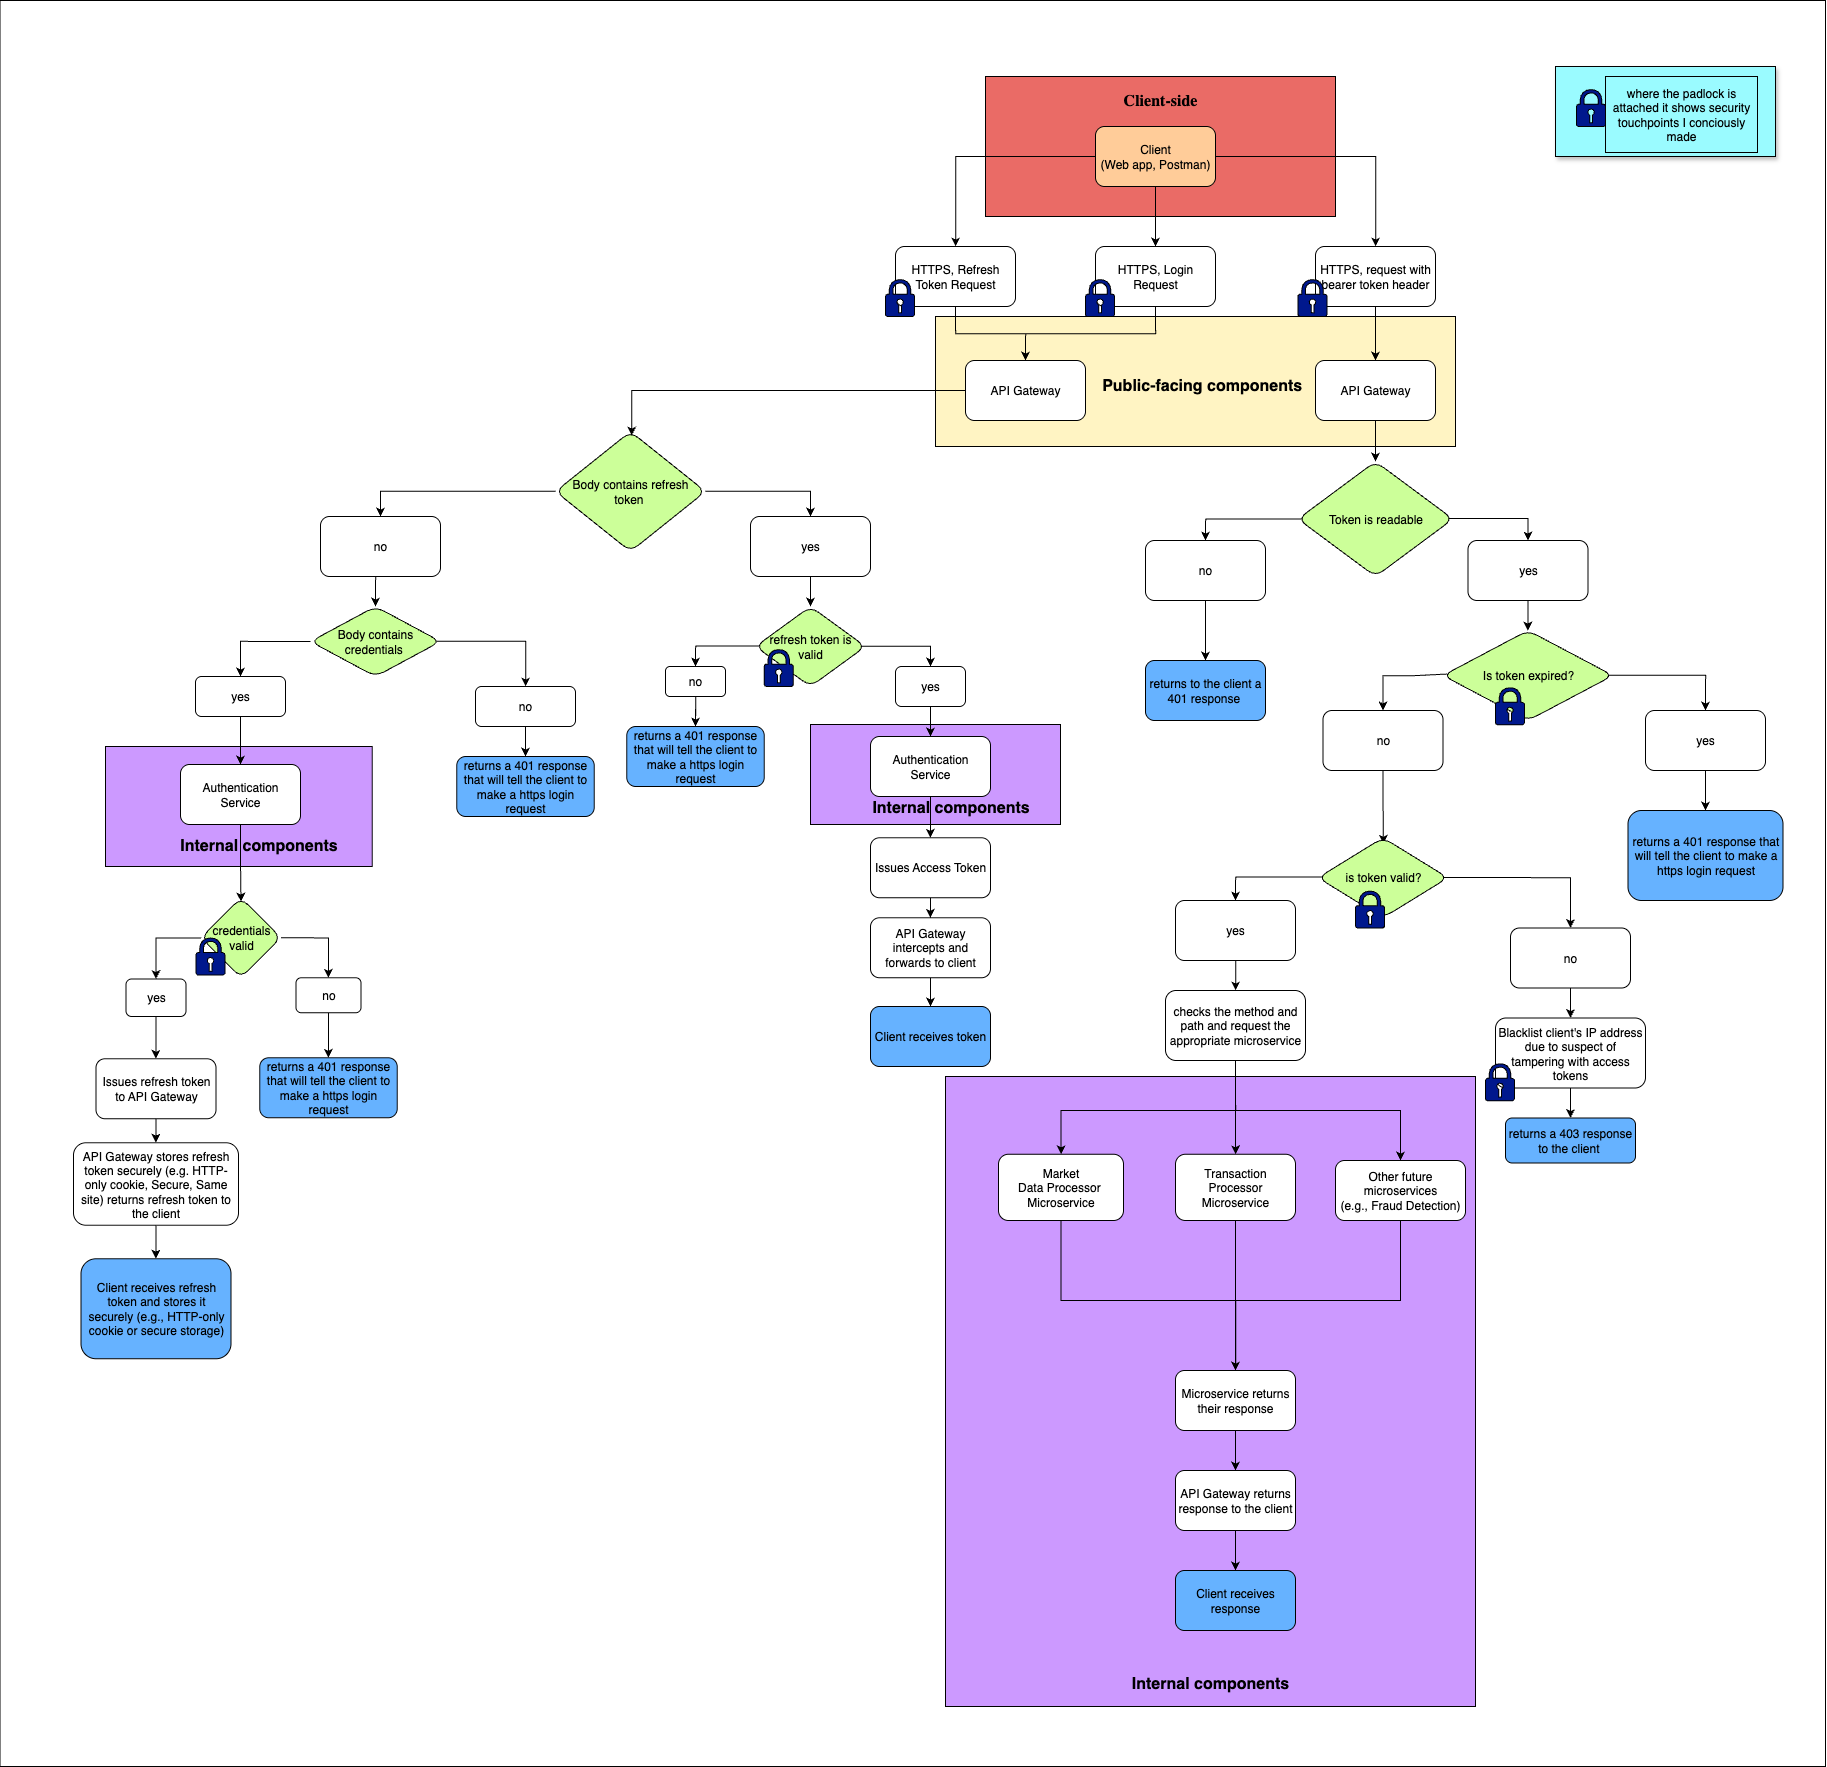 Client-side
where the padlock is
attached it shows security
touchpoints I conciously
made
Client
(Web app, Postman)
HTTPS, Refresh
Token Request
HTTPS, Login
Request
HTTPS, request with
bearer token header
API Gateway
Public-facing components
API Gateway
Body contains refresh
token
Token is readable
no
yes
no
yes
Body contains
credentials
refresh token is
valid
Is token expired?
yes
no
no
yes
returns to the client a
401 response
no
yes
returns a 401 response
that will tell the client to
make a https login
request
returns a 401 response
that will tell the client to
make a https login
request
Authentication
Service
Internal components
Authentication
Service
Internal components
returns a 401 response that
will tell the client to make a
https login request
Issues Access Token
is token valid?
credentials
valid
API Gateway
intercepts and
forwards to client
yes
no
yes
no
Client receives token
checks the method and
path and request the
appropriate microservice
Blacklist client's IP address
due to suspect of
tampering with access
tokens
Issues refresh token
to API Gateway
returns a 401 response
that will tell the client to
make a https login
request
returns a 403 response
to the client
API Gateway stores refresh
token securely (e.g. HTTP-
only cookie, Secure, Same
site) returns refresh token to
the client
Market
Data Processor
Microservice
Transaction
Processor
Microservice
Other future
microservices
(e.g., Fraud Detection)
Client receives refresh
token and stores it
securely (e.g., HTTP-only
cookie or secure storage)
Microservice returns
their response
API Gateway returns
response to the client
Client receives
response
Internal components